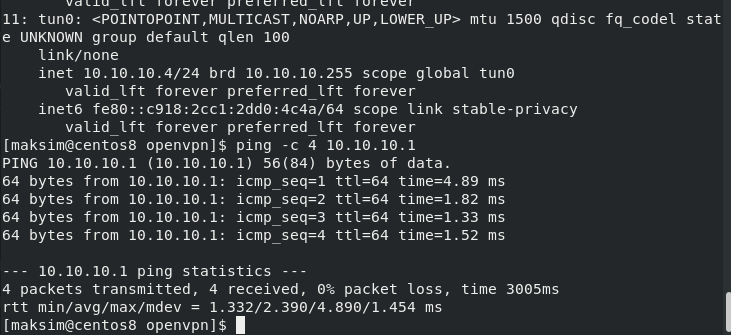 valid_lft forever preferred_lft forever
11: tun0: <POINTOPOINT,MULTICAST,NOARP,UP,LOWER_UP> mtu 1500 qdisc fq_codel stat
e UNKNOWN group default qlen 100
    link/none
    inet 10.10.10.4/24 brd 10.10.10.255 scope global tun0
       valid_lft forever preferred_lft forever
    inet6 fe80::c918:2cc1:2dd0:4c4a/64 scope link stable-privacy
       valid_lft forever preferred_lft forever
[maksim@centos8 openvpn]$ ping -c 4 10.10.10.1
PING 10.10.10.1 (10.10.10.1) 56(84) bytes of data.
64 bytes from 10.10.10.1: icmp_seq=1 ttl=64 time=4.89 ms
64 bytes from 10.10.10.1: icmp_seq=2 ttl=64 time=1.82 ms
64 bytes from 10.10.10.1: icmp_seq=3 ttl=64 time=1.33 ms
64 bytes from 10.10.10.1: icmp_seq=4 ttl=64 time=1.52 ms

--- 10.10.10.1 ping statistics ---
4 packets transmitted, 4 received, 0% packet loss, time 3005ms
rtt min/avg/max/mdev = 1.332/2.390/4.890/1.454 ms
[maksim@centos8 openvpn]$